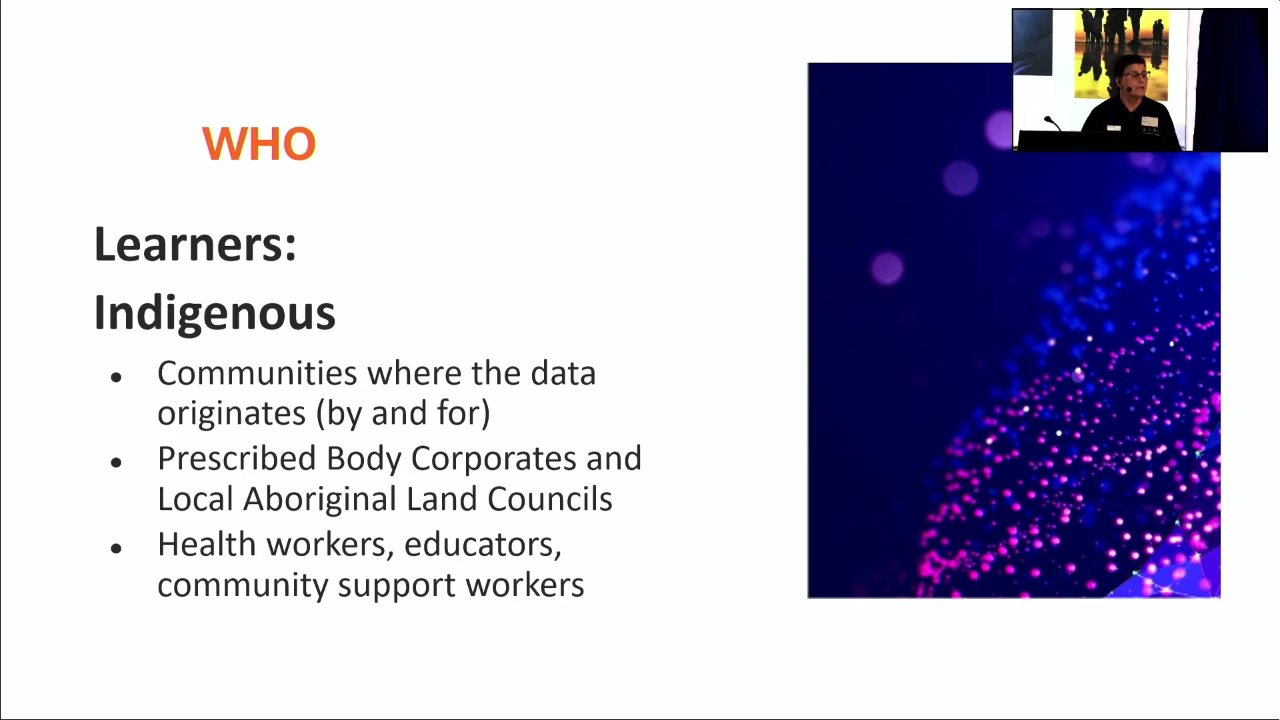 WHO
Learners:
Indigenous
• Communities where the data
originates (by and for)
• Prescribed Body Corporates and
Local Aboriginal Land Councils
• Health workers, educators,
community support workers